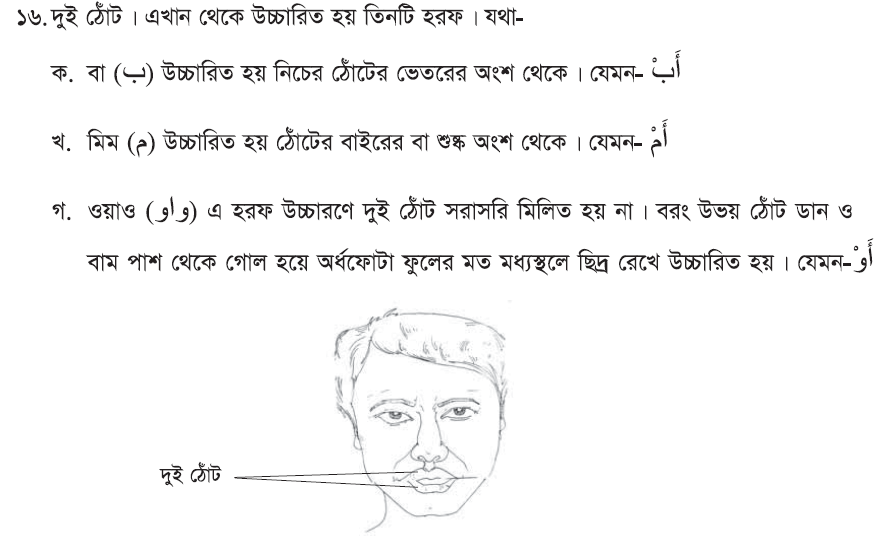 ১৬. দুই ঠোঁট । এখান থেকে উচ্চারিত হয় তিনটি হরফ । যথা-
ক. বা (ب) উচ্চারিত হয় নিচের ঠোঁটের ভেতরের অংশ থেকে । যেমন- أَبْ
খ. মিম (م) উচ্চারিত হয় ঠোঁটের বাইরের বা শুষ্ক অংশ থেকে । যেমন- أَمْ
গ. ওয়াও (واو) এ হরফ উচ্চারণে দুই ঠোঁট সরাসরি মিলিত হয় না । বরং উভয় ঠোঁট ডান ও
বাম পাশ থেকে গোল হয়ে অর্ধফোটা ফুলের মত মধ্যস্থলে ছিদ্র রেখে উচ্চারিত হয় । যেমন- أَوْ
দুই ঠোঁট